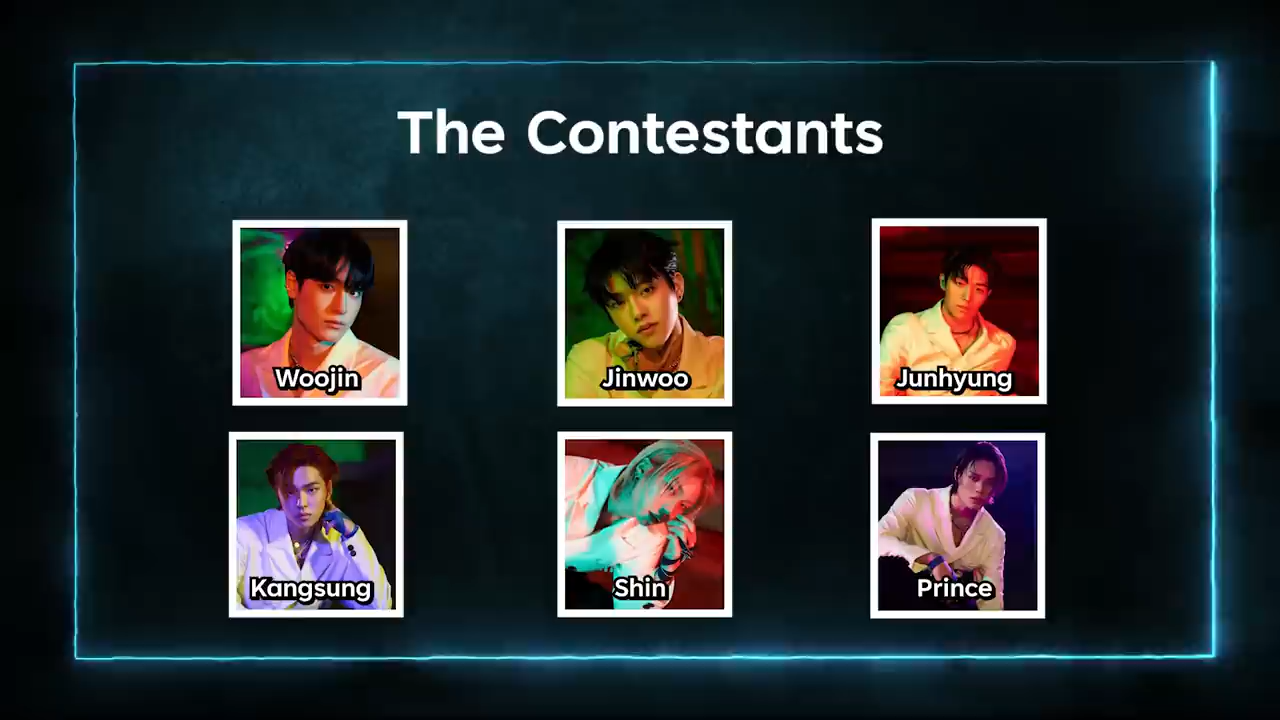 The Contestants
Woojin
Jinwoo
Junhyung
Kangsung
Shin
Prince